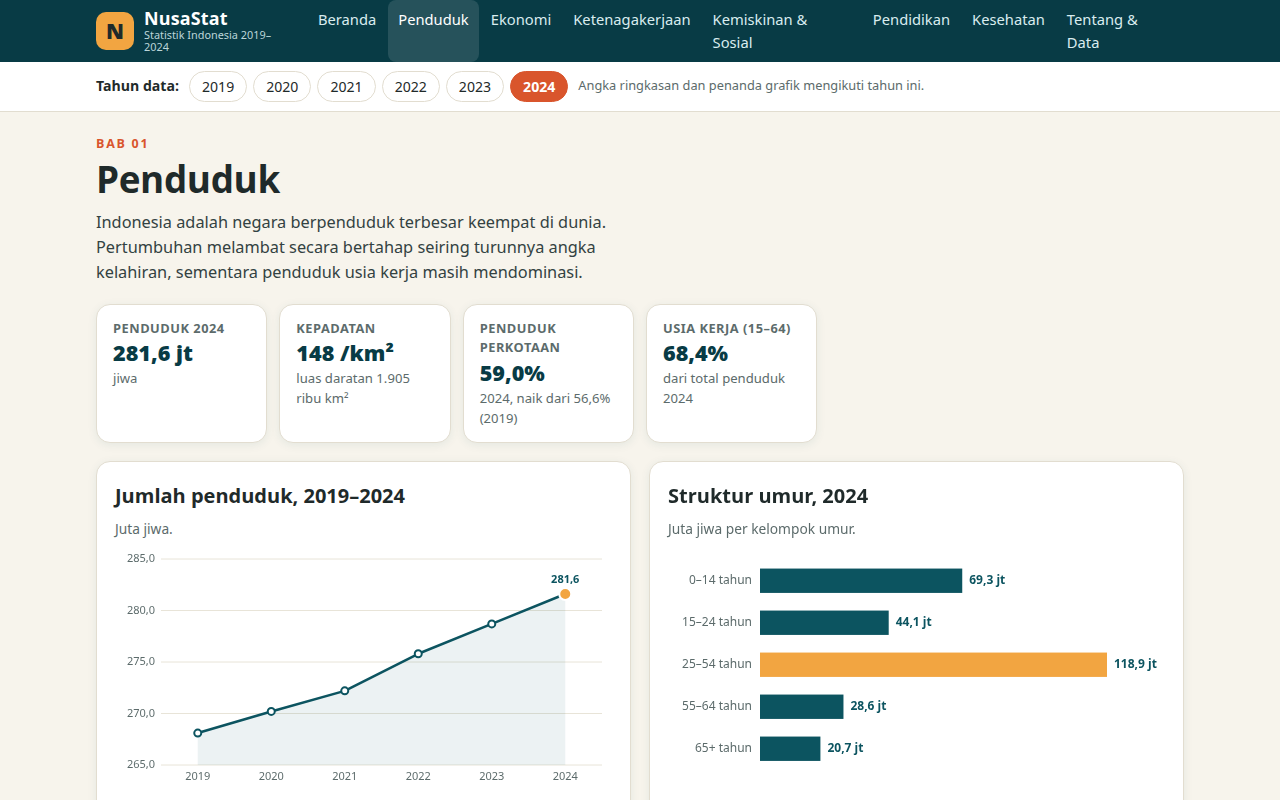 N
NusaStat
Statistik Indonesia 2019–
2024
Beranda
Penduduk
Ekonomi
Ketenagakerjaan
Kemiskinan &
Sosial
Pendidikan
Kesehatan
Tentang &
Data
Tahun data:
2019
2020
2021
2022
2023
2024
Angka ringkasan dan penanda grafik mengikuti tahun ini.
BAB 01
Penduduk
Indonesia adalah negara berpenduduk terbesar keempat di dunia.
Pertumbuhan melambat secara bertahap seiring turunnya angka
kelahiran, sementara penduduk usia kerja masih mendominasi.
PENDUDUK 2024
281,6 jt
jiwa
KEPADATAN
148 /km²
luas daratan 1.905
ribu km²
PENDUDUK
PERKOTAAN
59,0%
2024, naik dari 56,6%
(2019)
USIA KERJA (15–64)
68,4%
dari total penduduk
2024
Jumlah penduduk, 2019–2024
Juta jiwa.
285,0
280,0
275,0
270,0
265,0
281,6
2019
2020
2021
2022
2023
2024
Struktur umur, 2024
Juta jiwa per kelompok umur.
0–14 tahun
69,3 jt
15–24 tahun
44,1 jt
25–54 tahun
118,9 jt
55–64 tahun
28,6 jt
65+ tahun
20,7 jt